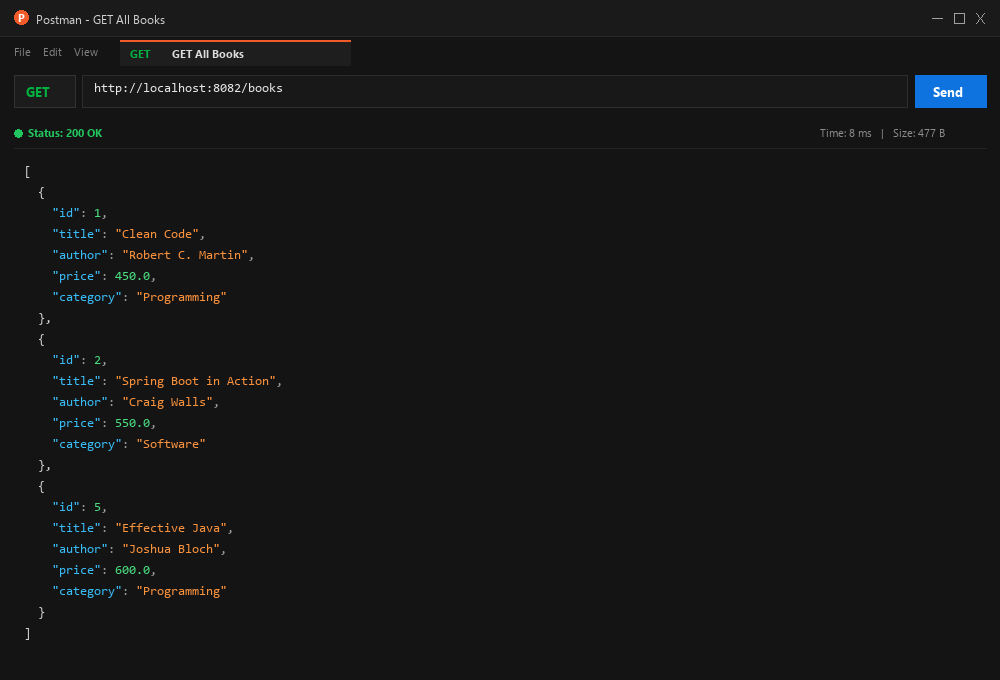 P Postman - GET All Books
File Edit View GET GET All Books
GET http://localhost:8082/books Send
Status: 200 OK Time: 8 ms | Size: 477 B
[
  {
    "id": 1,
    "title": "Clean Code",
    "author": "Robert C. Martin",
    "price": 450.0,
    "category": "Programming"
  },
  {
    "id": 2,
    "title": "Spring Boot in Action",
    "author": "Craig Walls",
    "price": 550.0,
    "category": "Software"
  },
  {
    "id": 5,
    "title": "Effective Java",
    "author": "Joshua Bloch",
    "price": 600.0,
    "category": "Programming"
  }
]